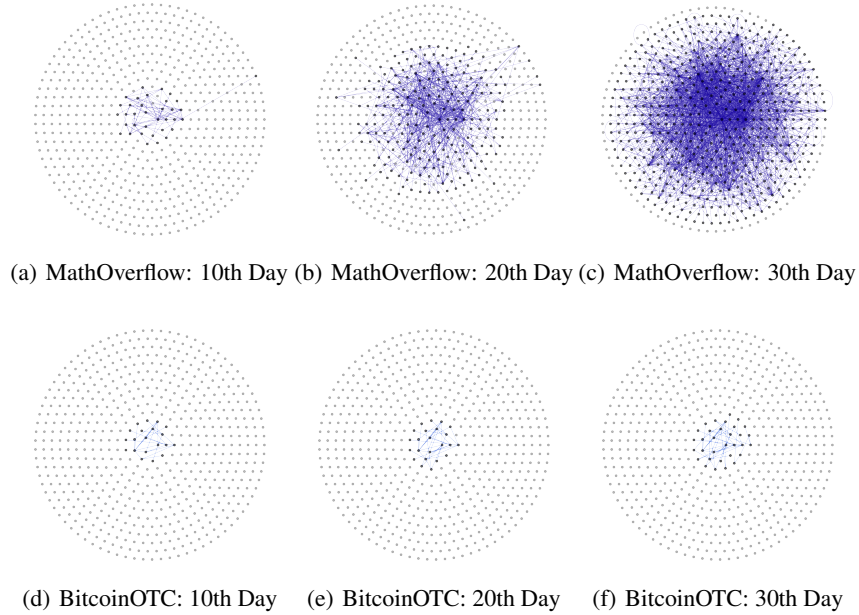 (a) MathOverflow: 10th Day (b) MathOverflow: 20th Day (c) MathOverflow: 30th Day
(d) BitcoinOTC: 10th Day (e) BitcoinOTC: 20th Day (f) BitcoinOTC: 30th Day